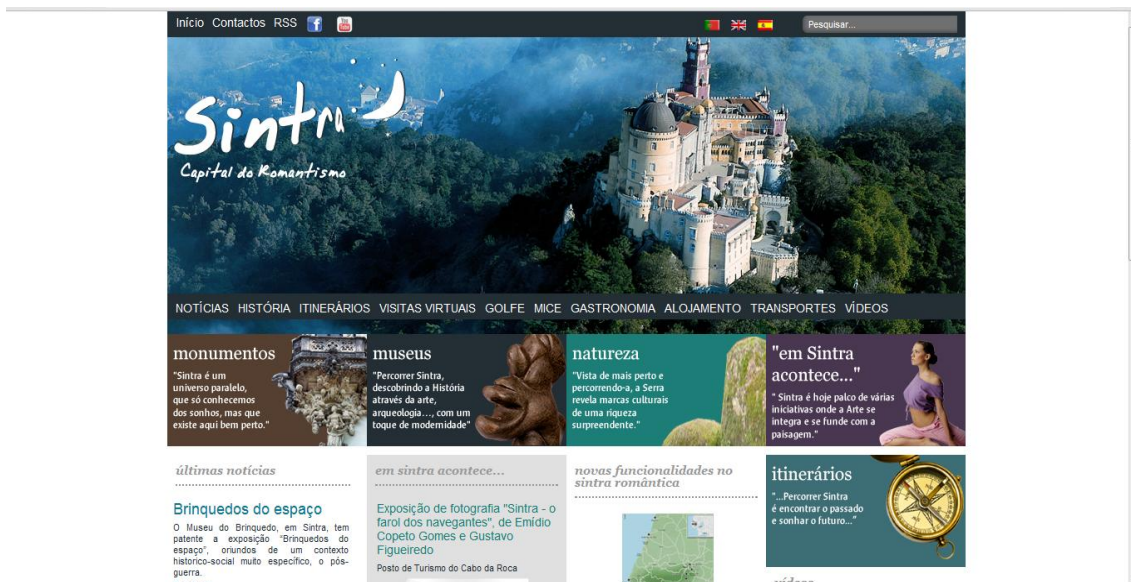 Início Contactos RSS
Pesquisar...
Sintra
Capital do Romantismo
NOTÍCIAS HISTÓRIA ITINERÁRIOS VISITAS VIRTUAIS GOLFE MICE GASTRONOMIA ALOJAMENTO TRANSPORTES VÍDEOS
monumentos
"Sintra é um
universo paralelo,
que só conhecemos
dos sonhos, mas que
existe aqui bem perto."
museus
"Percorrer Sintra,
descobrindo a História
através da arte,
arqueologia..., com um
toque de modernidade"
natureza
"Vista de mais perto e
percorrendo-a, a Serra
revela marcas culturais
de uma riqueza
surpreendente."
"em Sintra
acontece..."
" Sintra é hoje palco de várias
iniciativas onde a Arte se
integra e se funde com a
paisagem."
últimas notícias
Brinquedos do espaço
O Museu do Brinquedo, em Sintra, tem
patente a exposição "Brinquedos do
espaço", oriundos de um contexto
historico-social muito específico, o pós-
guerra.
em sintra acontece...
Exposição de fotografia "Sintra - o
farol dos navegantes", de Emídio
Copeto Gomes e Gustavo
Figueiredo
Posto de Turismo do Cabo da Roca
novas funcionalidades no
sintra romântica
itinerários
"...Percorrer Sintra
é encontrar o passado
e sonhar o futuro..."
vídeos